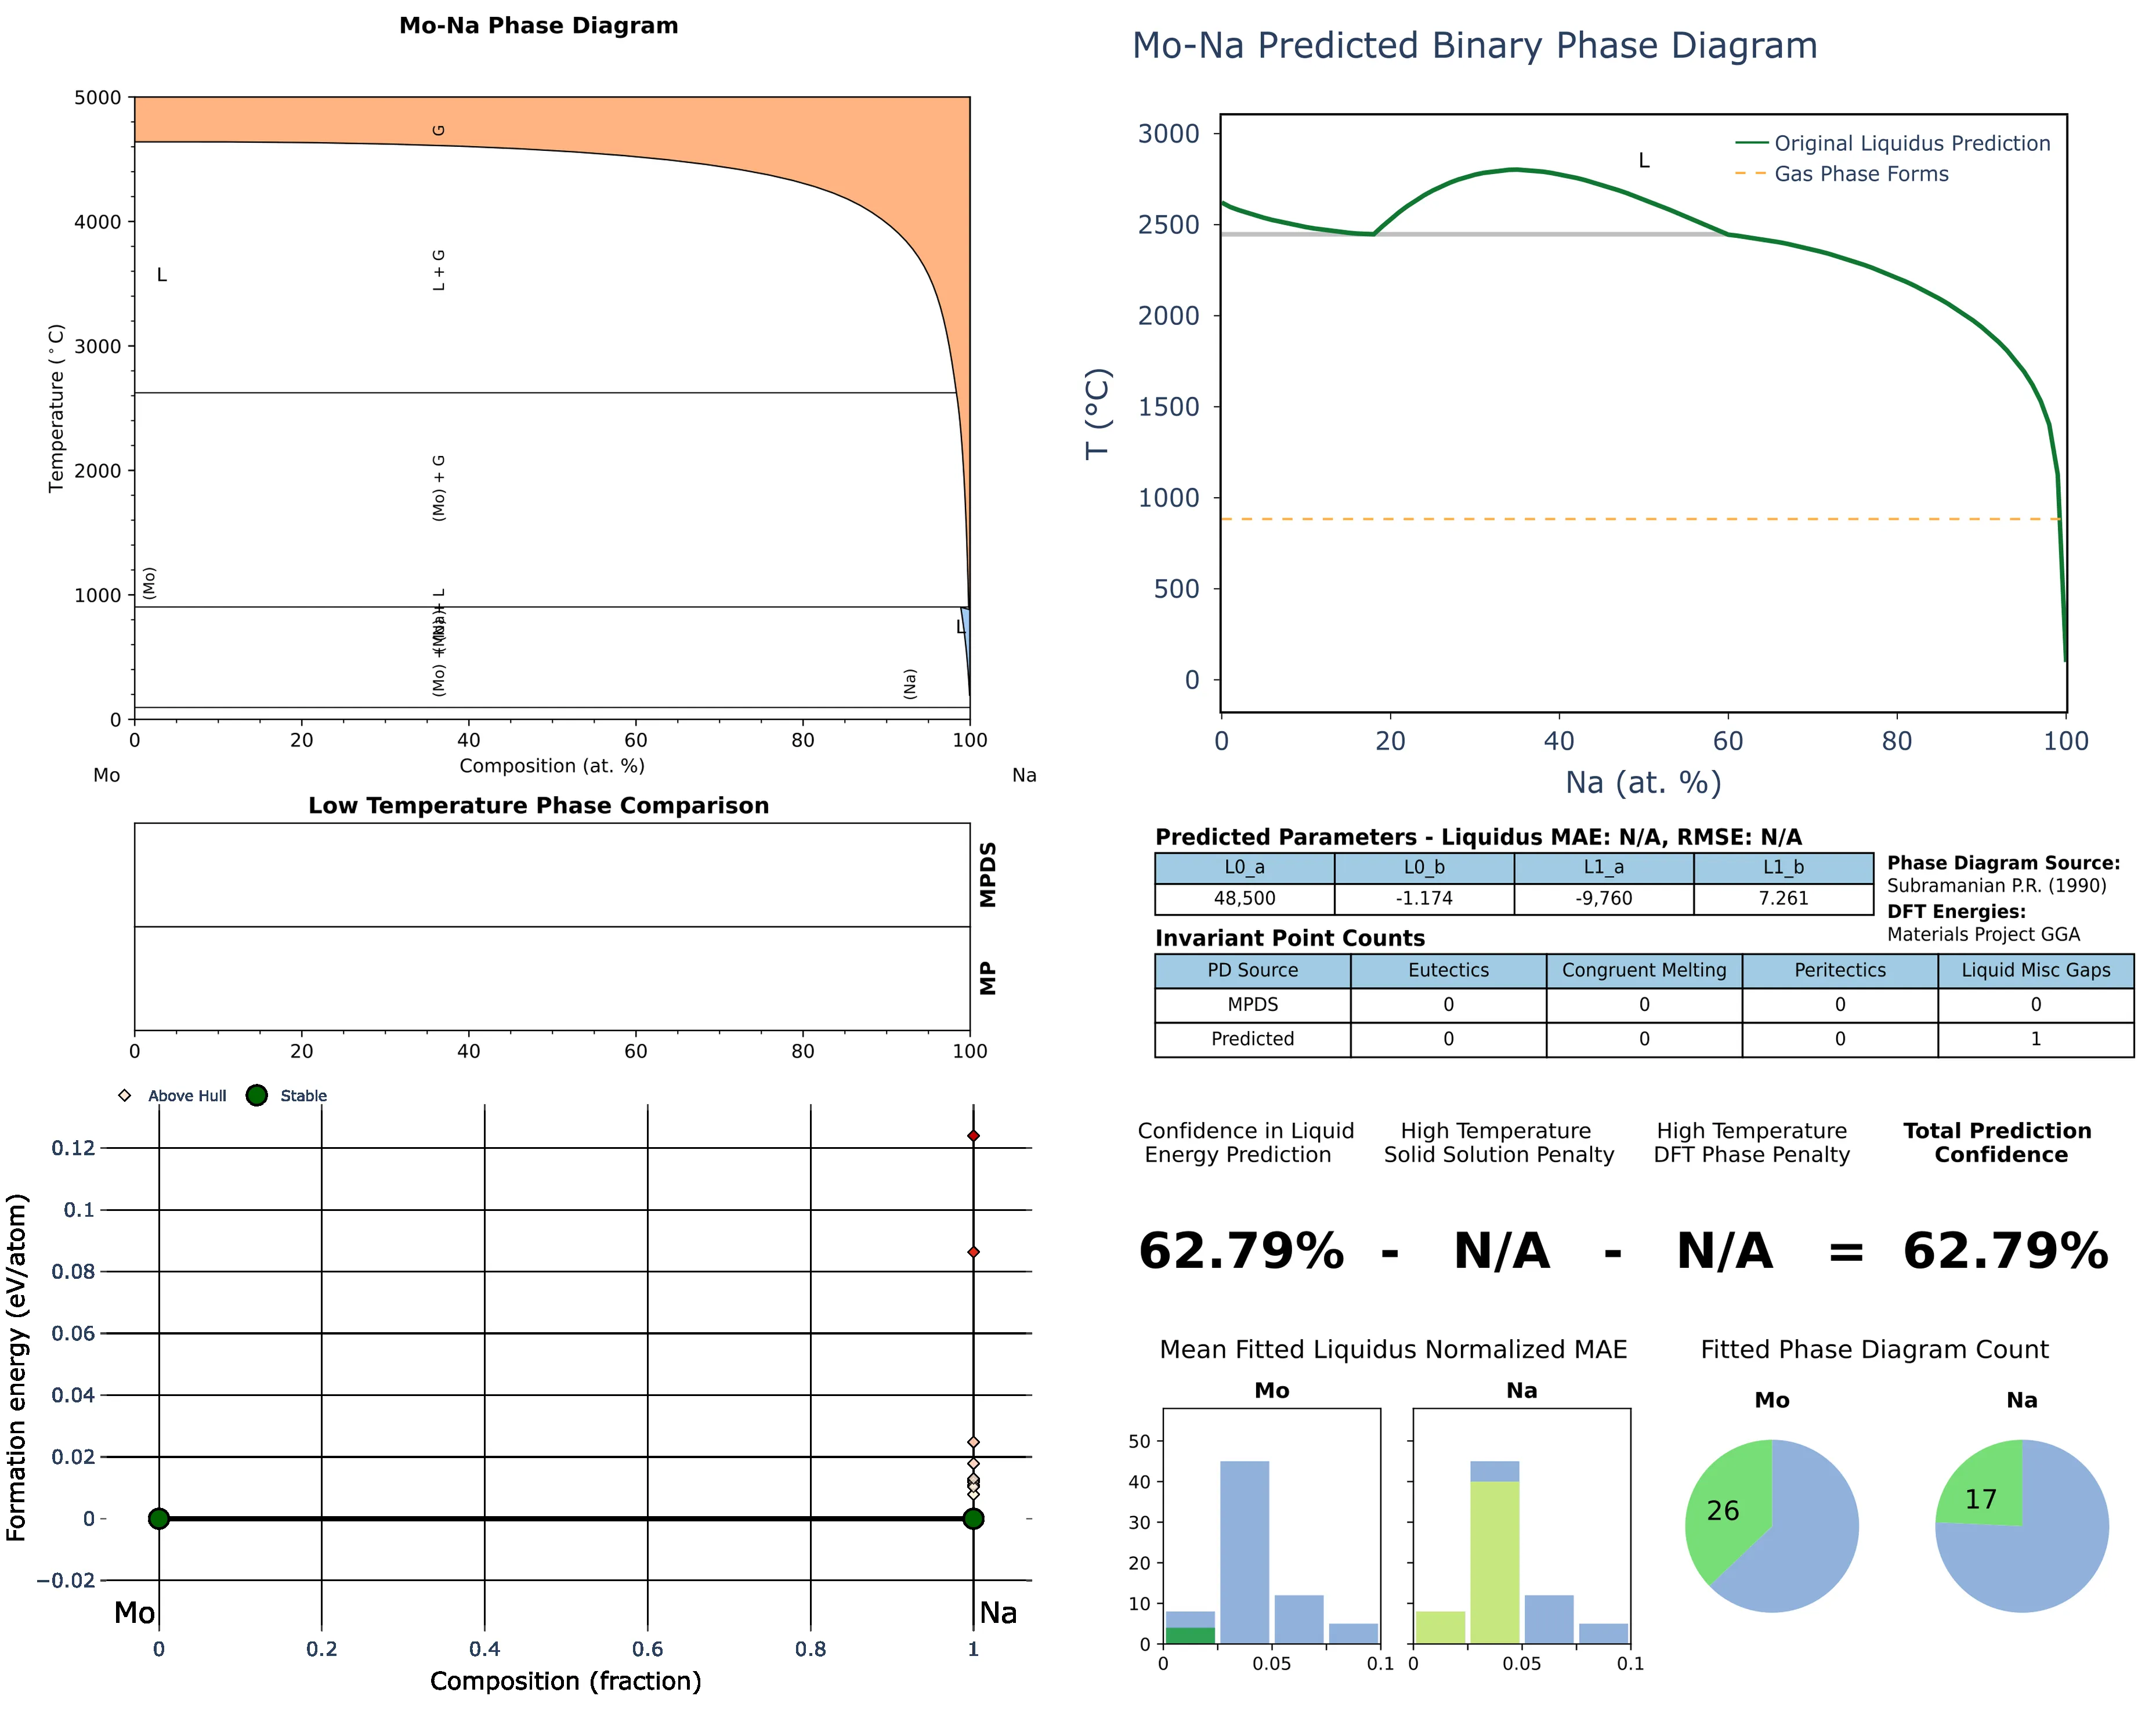 Mo-Na Phase Diagram
5000
4000
3000
2000
1000
0
Temperature (°C)
G
L + G
L
(Mo) + G
(Mo)
(Na)
L
0 20 40 60 80 100
Composition (at. %)
Mo
Na
Low Temperature Phase Comparison
MPDS
MP
0 20 40 60 80 100
Above Hull
Stable
0.12
0.1
0.08
0.06
0.04
0.02
0
−0.02
Formation energy (eV/atom)
Mo
Na
0 0.2 0.4 0.6 0.8 1
Composition (fraction)
Mo-Na Predicted Binary Phase Diagram
3000
2500
2000
1500
1000
500
0
T (°C)
L
Original Liquidus Prediction
Gas Phase Forms
0 20 40 60 80 100
Na (at. %)
Predicted Parameters - Liquidus MAE: N/A, RMSE: N/A
L0_a L0_b L1_a L1_b
48,500 -1.174 -9,760 7.261
Phase Diagram Source:
Subramanian P.R. (1990)
DFT Energies:
Materials Project GGA
Invariant Point Counts
PD Source Eutectics Congruent Melting Peritectics Liquid Misc Gaps
MPDS 0 0 0 0
Predicted 0 0 0 1
Confidence in Liquid
Energy Prediction
High Temperature
Solid Solution Penalty
High Temperature
DFT Phase Penalty
Total Prediction
Confidence
62.79% - N/A - N/A = 62.79%
Mean Fitted Liquidus Normalized MAE
Mo
Na
50
40
30
20
10
0
0 0.05 0.1
0 0.05 0.1
Fitted Phase Diagram Count
Mo
Na
26
17